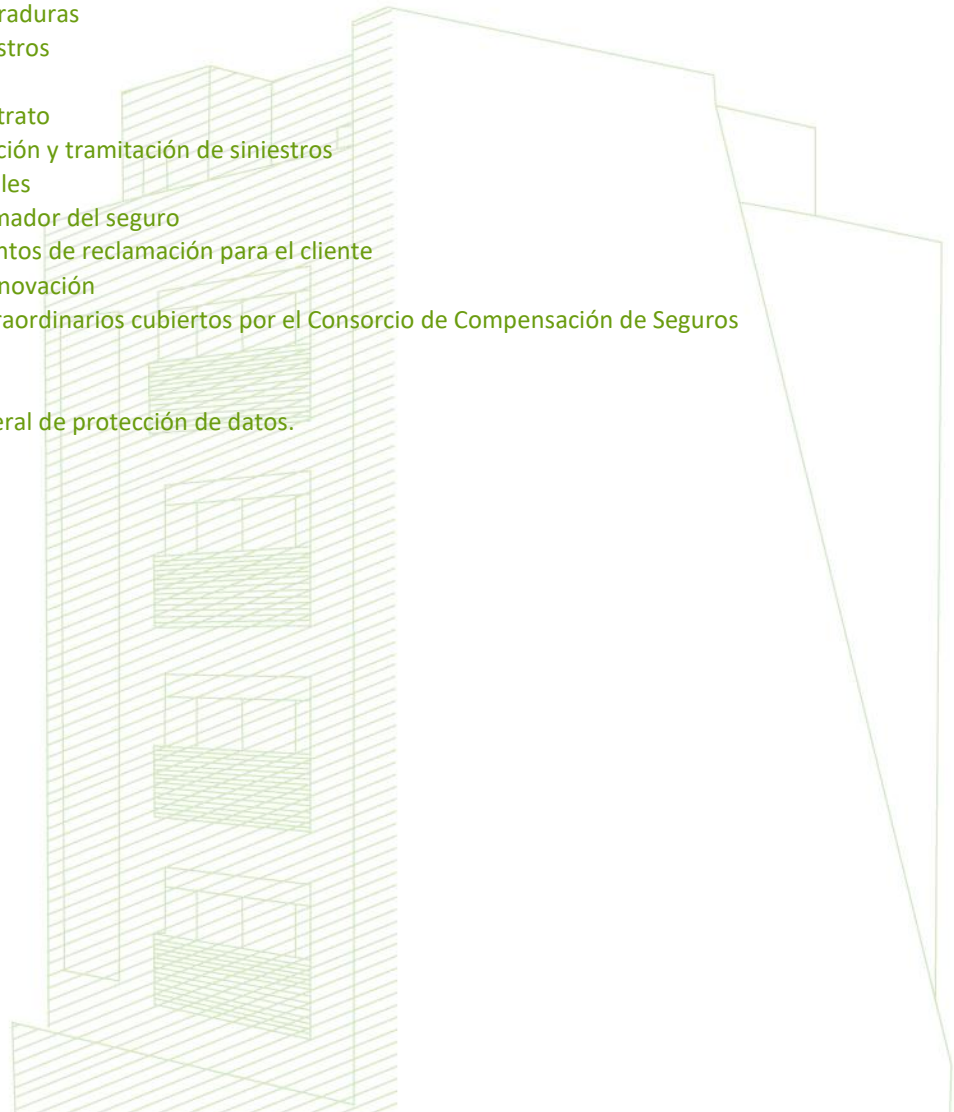 raduras
stros
trato
ción y tramitación de siniestros
les
mador del seguro
ntos de reclamación para el cliente
novación
raordinarios cubiertos por el Consorcio de Compensación de Seguros
eral de protección de datos.